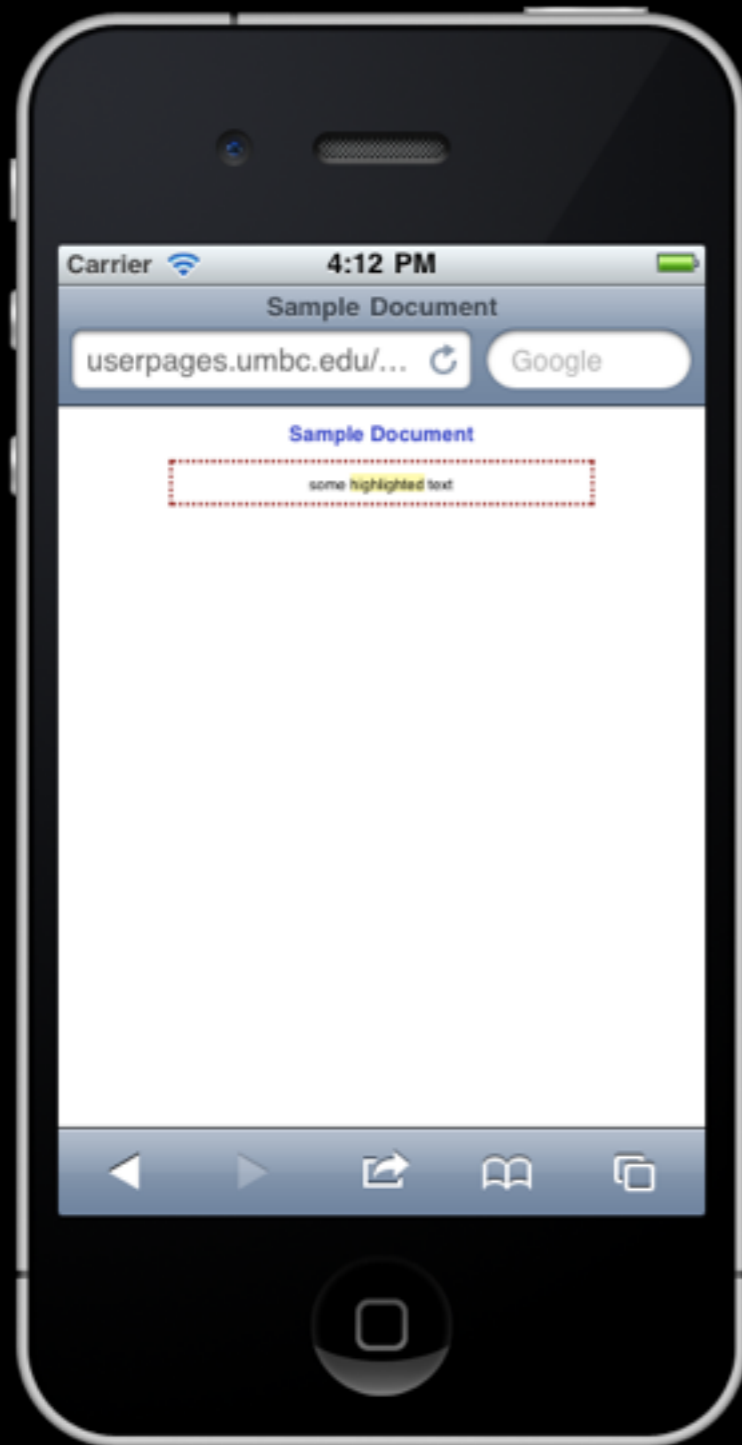 Carrier 4:12 PM
Sample Document
userpages.umbc.edu/... Google
Sample Document
some highlighted text